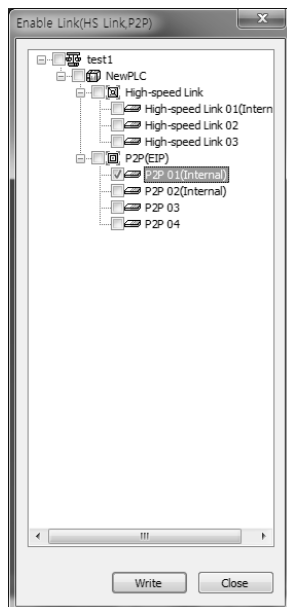 Enable Link(HS Link,P2P)
x
test1
NewPLC
High-speed Link
High-speed Link 01(Intern
High-speed Link 02
High-speed Link 03
P2P(EIP)
P2P 01(Internal)
P2P 02(Internal)
P2P 03
P2P 04
Write Close